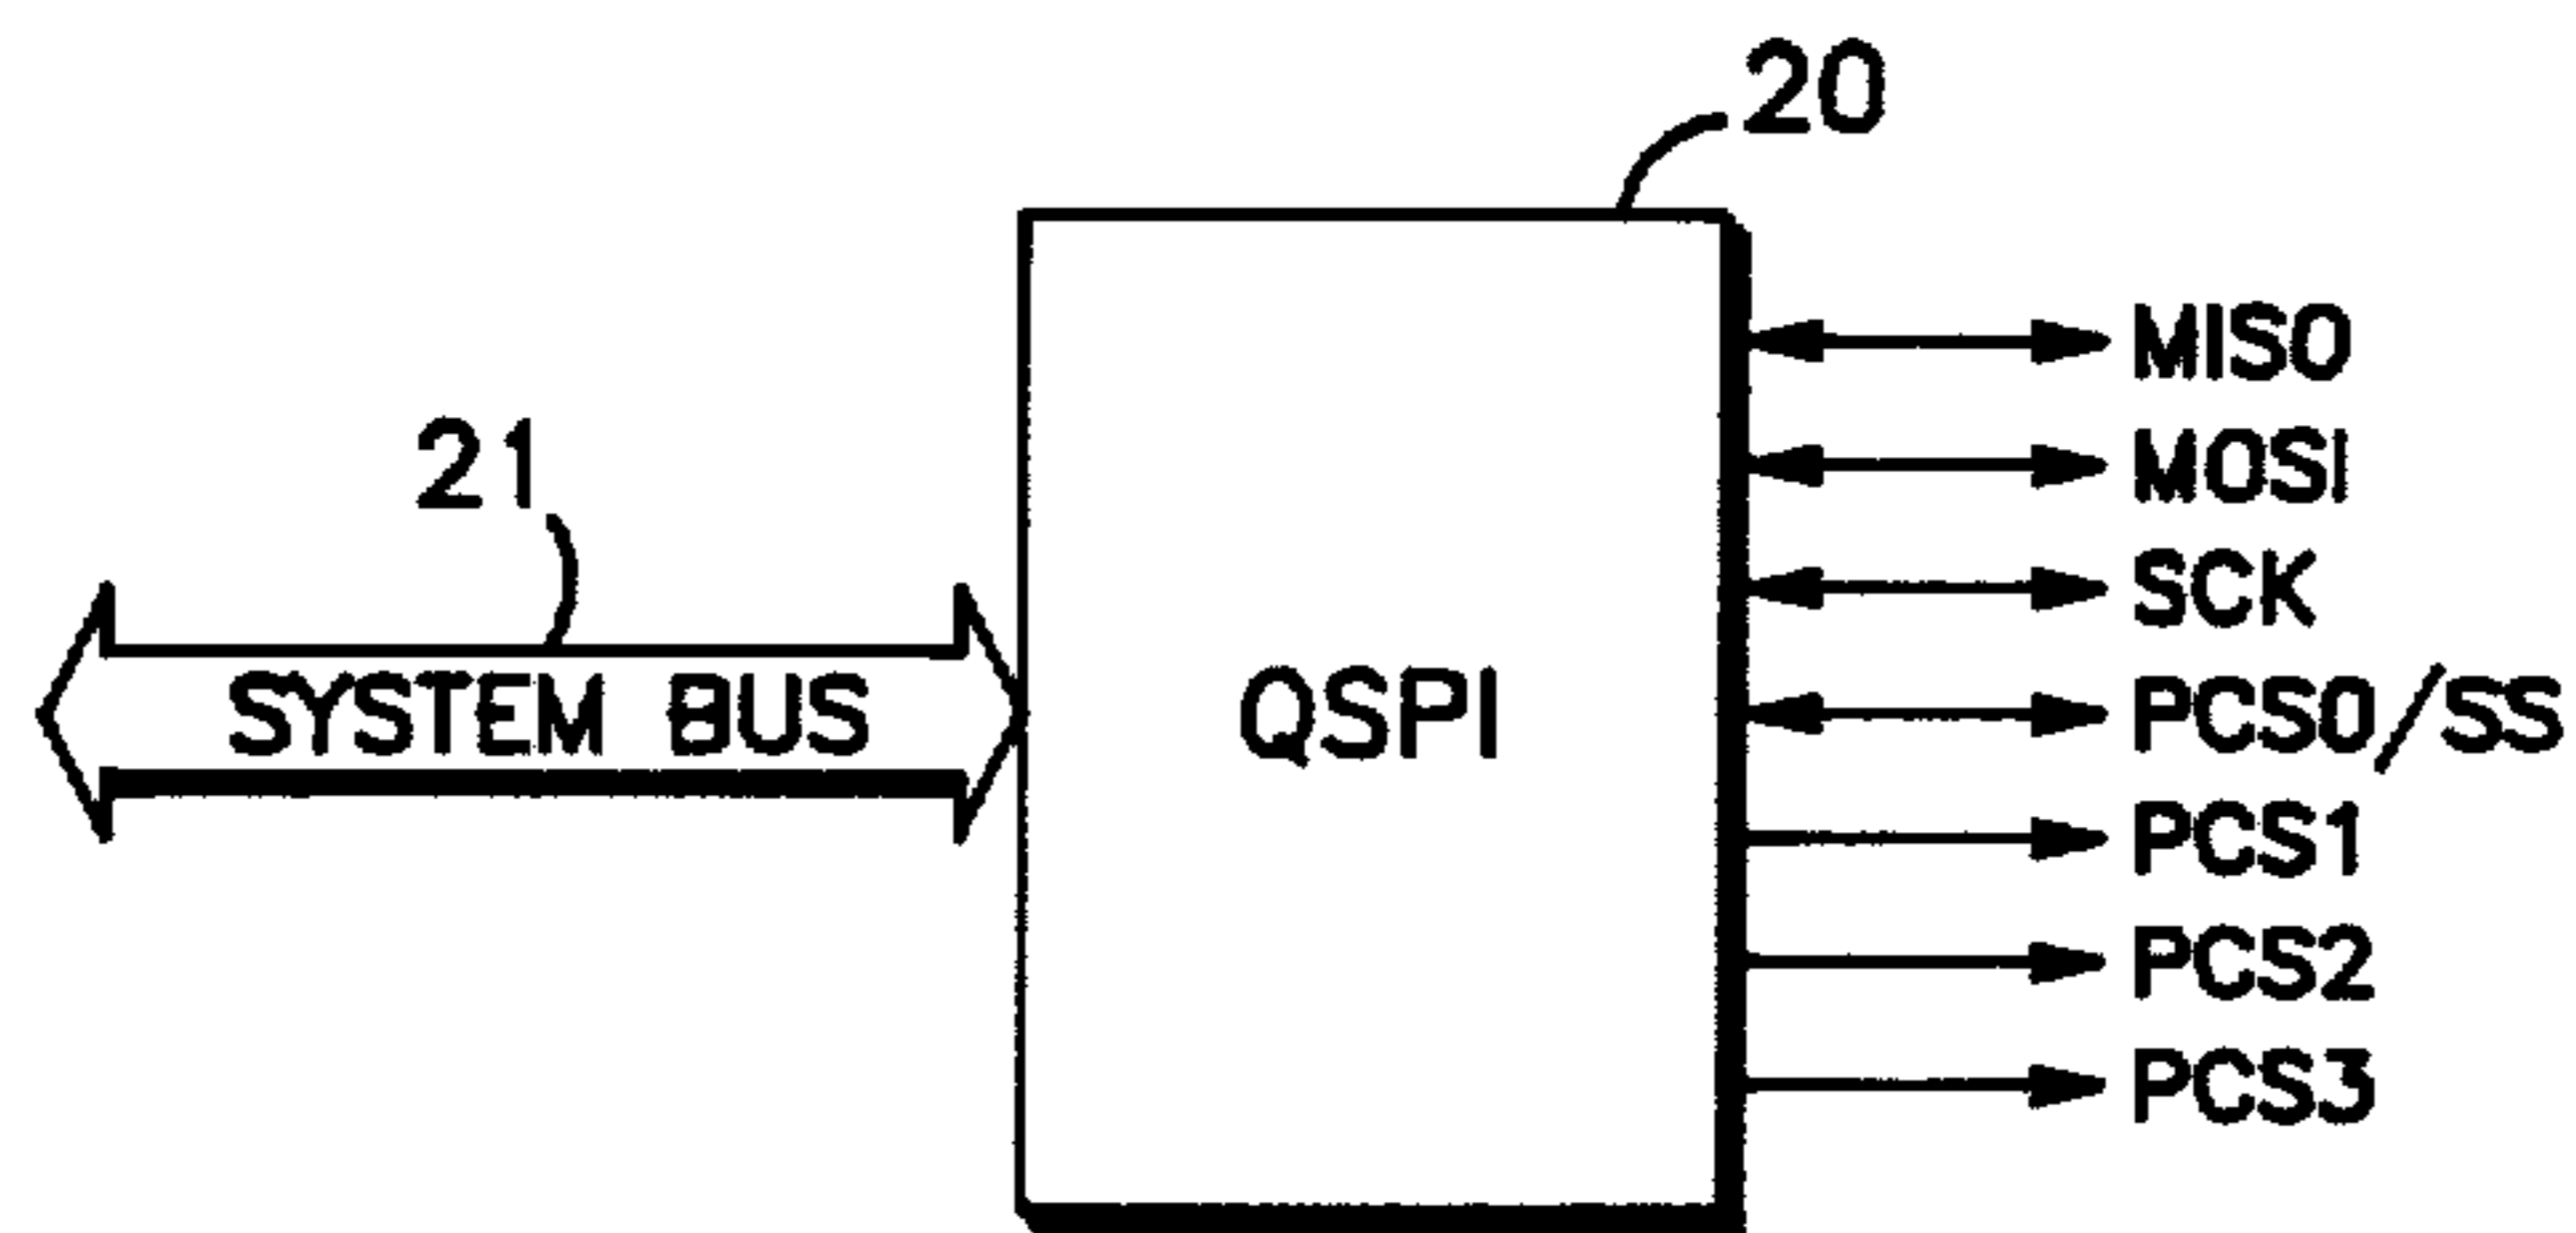 20
MISO
21
MOSI
SCK
SYSTEM BUS
QSPI
PCS0/SS
PCS1
PCS2
PCS3